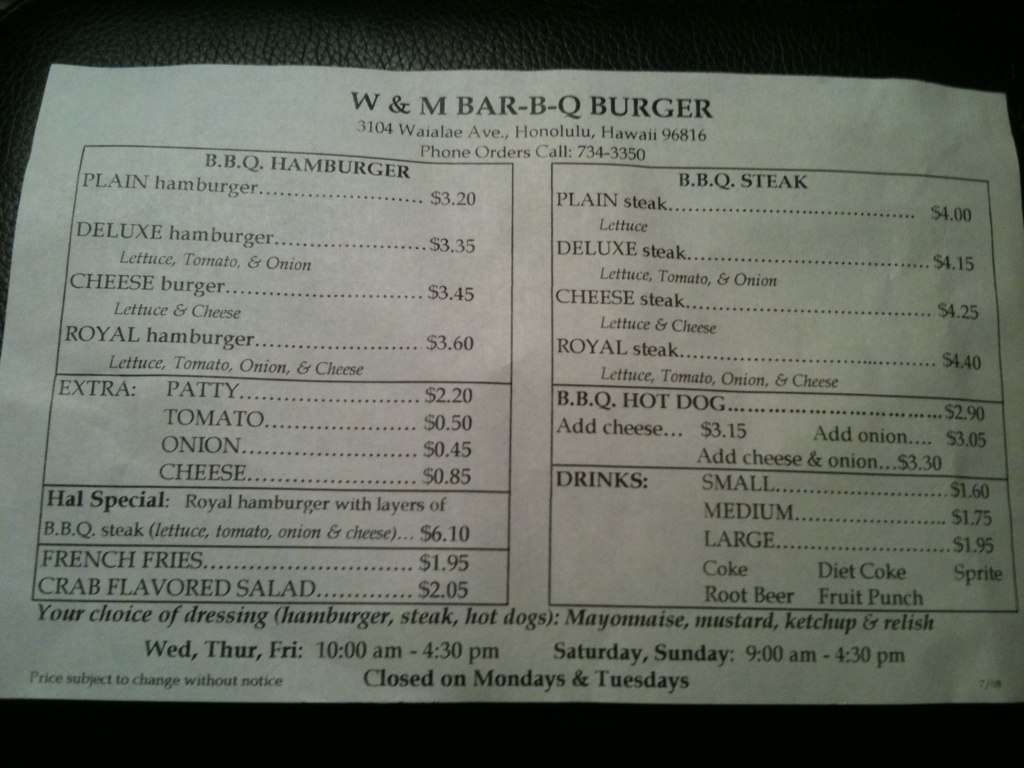 W & M BAR-B-Q BURGER
3104 Waialae Ave., Honolulu, Hawaii 96816
Phone Orders Call: 734-3350
B.B.Q. HAMBURGER
PLAIN hamburger........................ $3.20
DELUXE hamburger......................$3.35
Lettuce, Tomato, & Onion
CHEESE burger............................ $3.45
Lettuce & Cheese
ROYAL hamburger....................... $3.60
Lettuce, Tomato, Onion, & Cheese
EXTRA: PATTY......................... $2.20
TOMATO..................... $0.50
ONION........................ $0.45
CHEESE....................... $0.85
Hal Special: Royal hamburger with layers of
B.B.Q. steak (lettuce, tomato, onion & cheese)... $6.10
FRENCH FRIES.............................. $1.95
CRAB FLAVORED SALAD............. $2.05
B.B.Q. STEAK
PLAIN steak................................... $4.00
Lettuce
DELUXE steak...................................$4.15
Lettuce, Tomato, & Onion
CHEESE steak................................... $4.25
Lettuce & Cheese
ROYAL steak.................................... $4.40
Lettuce, Tomato, Onion, & Cheese
B.B.Q. HOT DOG..............................$2.90
Add cheese... $3.15 Add onion.... $3.05
Add cheese & onion...$3.30
DRINKS: SMALL........................$1.60
MEDIUM..................... $1.75
LARGE........................$1.95
Coke Diet Coke Sprite
Root Beer Fruit Punch
Your choice of dressing (hamburger, steak, hot dogs): Mayonnaise, mustard, ketchup & relish
Wed, Thur, Fri: 10:00 am - 4:30 pm Saturday, Sunday: 9:00 am - 4:30 pm
Price subject to change without notice Closed on Mondays & Tuesdays